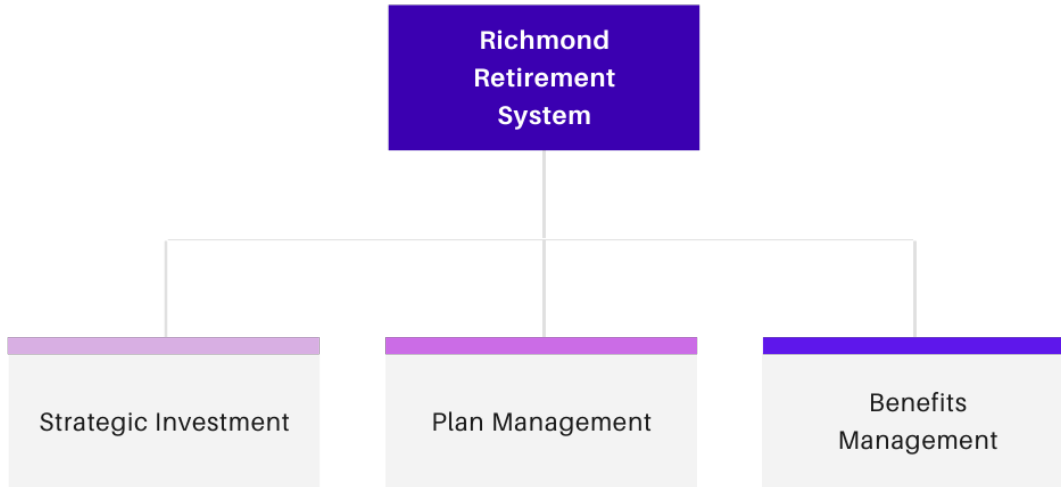 Richmond
Retirement
System
Strategic Investment
Plan Management
Benefits
Management